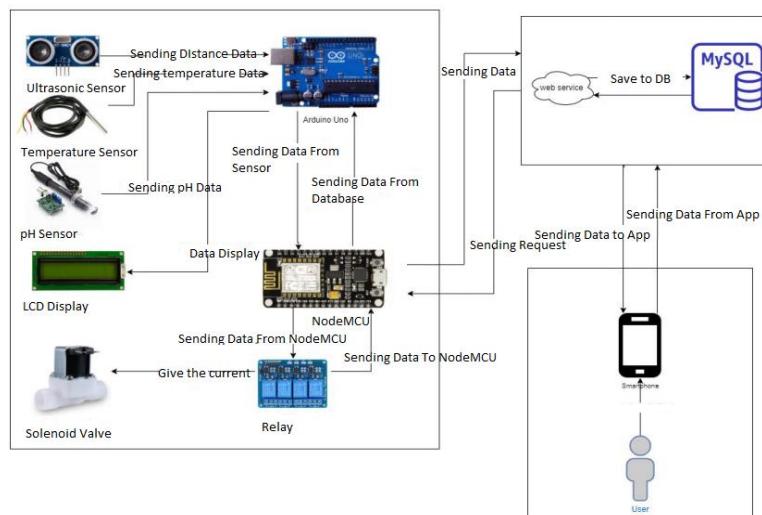 Sending DIstance Data
Sending temperature Data
Ultrasonic Sensor
Arduino Uno
Temperature Sensor
Sending pH Data
pH Sensor
Sending Data From
Sensor
Sending Data From
Database
Data Display
LCD Display
NodeMCU
Sending Data From NodeMCU
Sending Data To NodeMCU
Give the current
Solenoid Valve
Relay
Sending Data
Sending Request
web service
Save to DB
MySQL
Sending Data to App
Sending Data From App
Smartphone
User